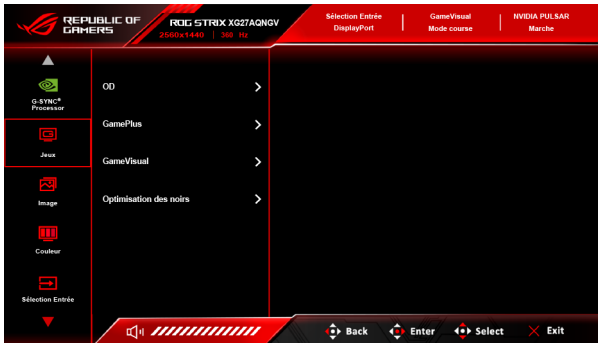 REPUBLIC OF
GAMERS
ROG STRIX XG27AQNGV
2560x1440 | 360 Hz
Sélection Entrée
DisplayPort
GameVisual
Mode course
NVIDIA PULSAR
Marche
G-SYNC®
Processor
Jeux
Image
Couleur
Sélection Entrée
OD
GamePlus
GameVisual
Optimisation des noirs
Back
Enter
Select
Exit